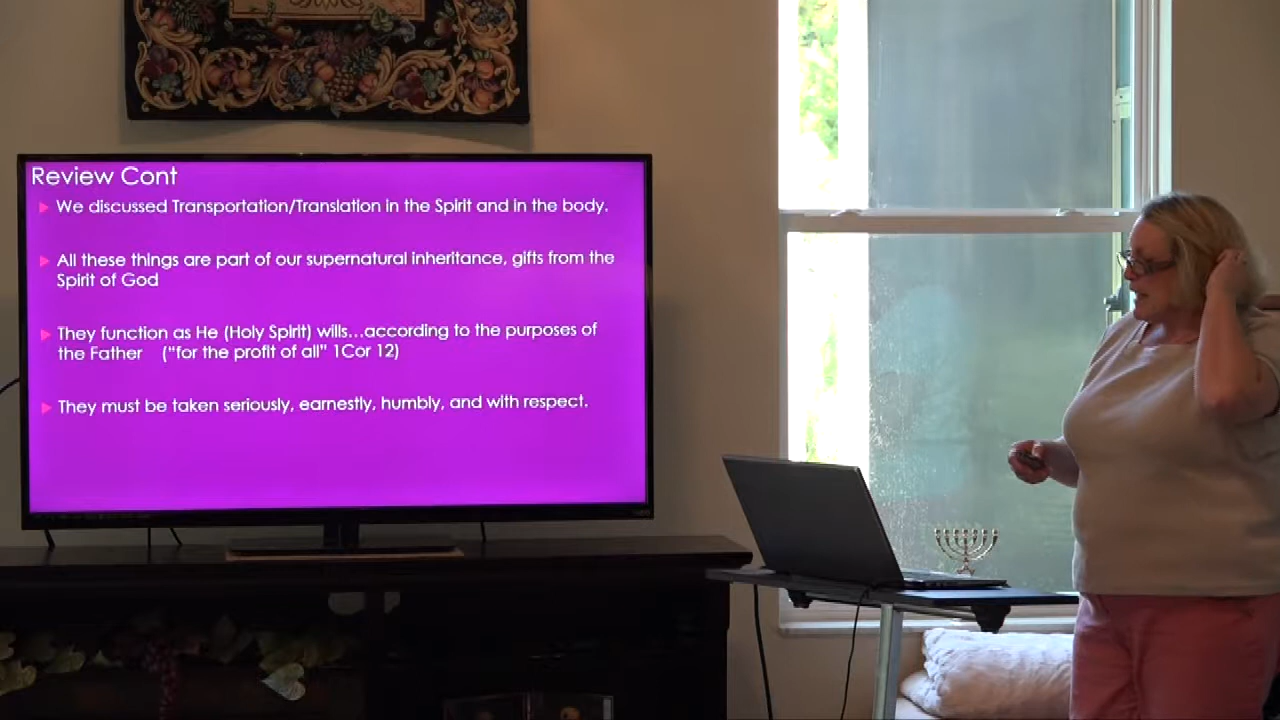 Review Cont
We discussed Transportation/Translation in the Spirit and in the body.
All these things are part of our supernatural inheritance, gifts from the
Spirit of God
They function as He (Holy Spirit) wills...according to the purposes of
the Father ("for the profit of all" 1Cor 12)
They must be taken seriously, earnestly, humbly, and with respect.